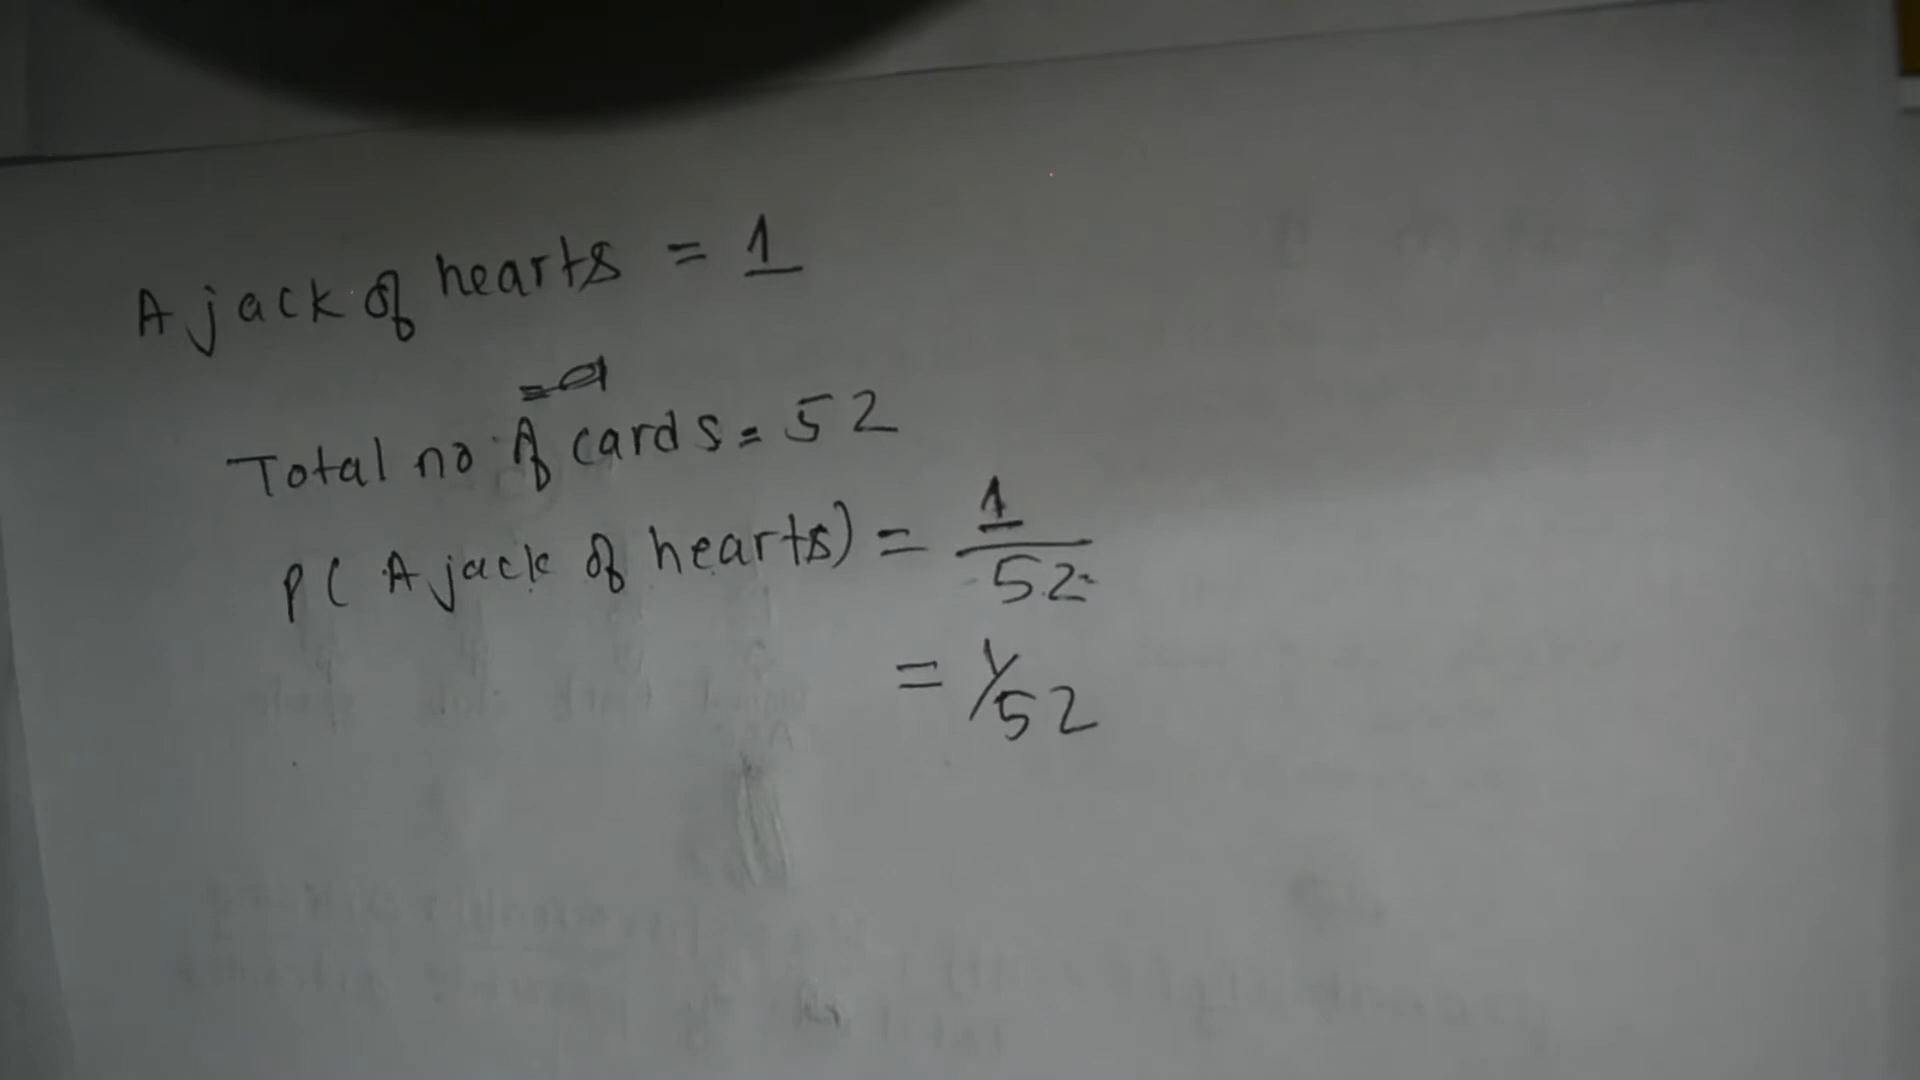 A jack of hearts = 1
Total no of cards = 52
P( A jack of hearts) = 1/52
= 1/52